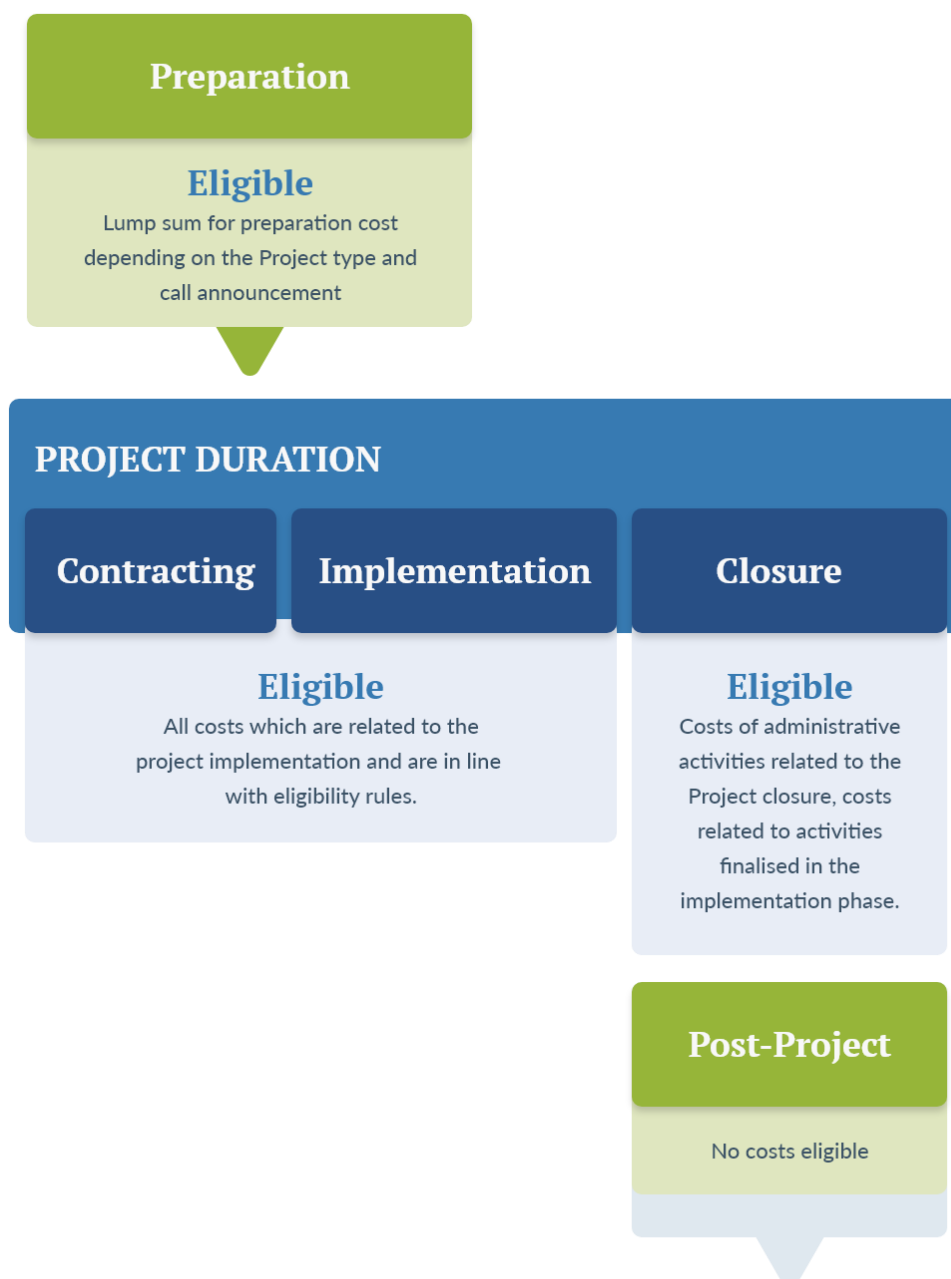 Preparation
Eligible
Lump sum for preparation cost
depending on the Project type and
call announcement
PROJECT DURATION
Contracting
Implementation
Closure
Eligible
All costs which are related to the
project implementation and are in line
with eligibility rules.
Eligible
Costs of administrative
activities related to the
Project closure, costs
related to activities
finalised in the
implementation phase.
Post-Project
No costs eligible